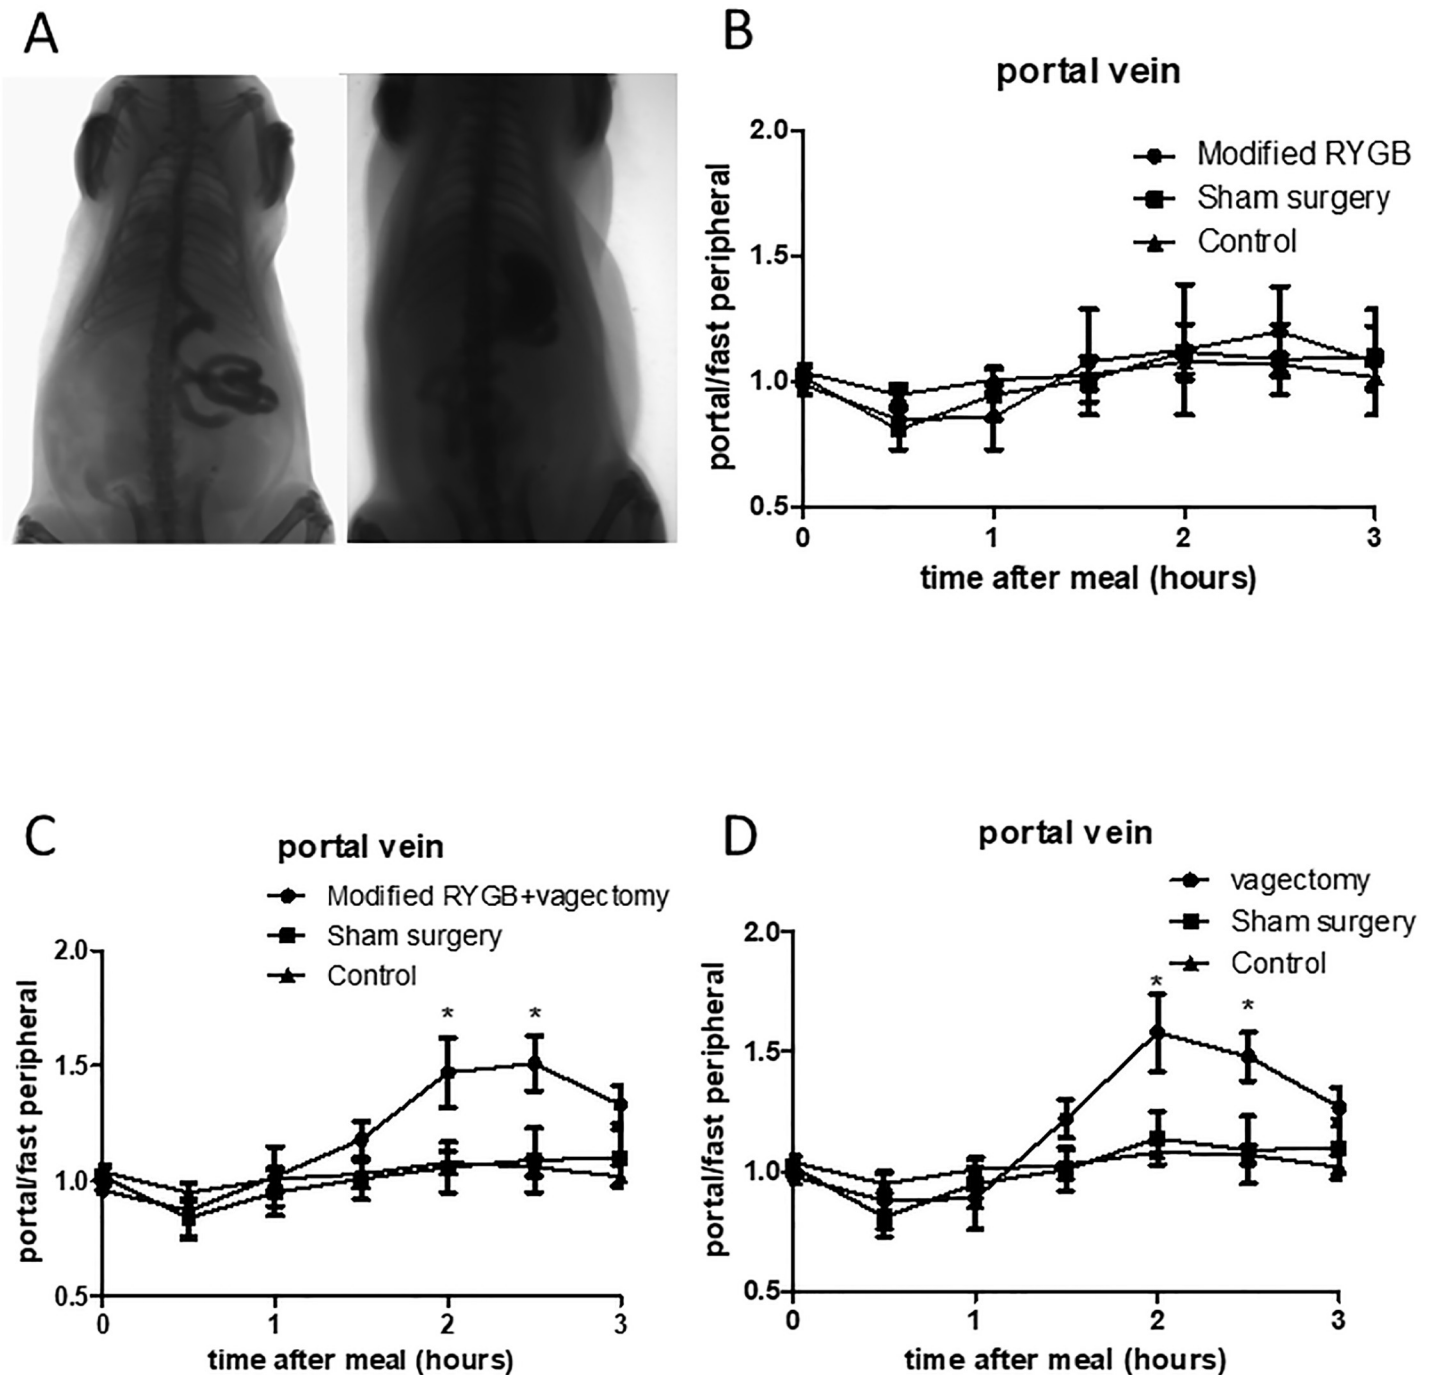 A
B
portal vein
2.0
1.5
1.0
0.5
portal/fast peripheral
Modified RYGB
Sham surgery
Control
0 1 2 3
time after meal (hours)
C
portal vein
Modified RYGB+vagectomy
Sham surgery
Control
2.0
1.5
1.0
0.5
portal/fast peripheral
* *
0 1 2 3
time after meal (hours)
D
portal vein
vagectomy
Sham surgery
Control
2.0
1.5
1.0
0.5
portal/fast peripheral
* *
0 1 2 3
time after meal (hours)